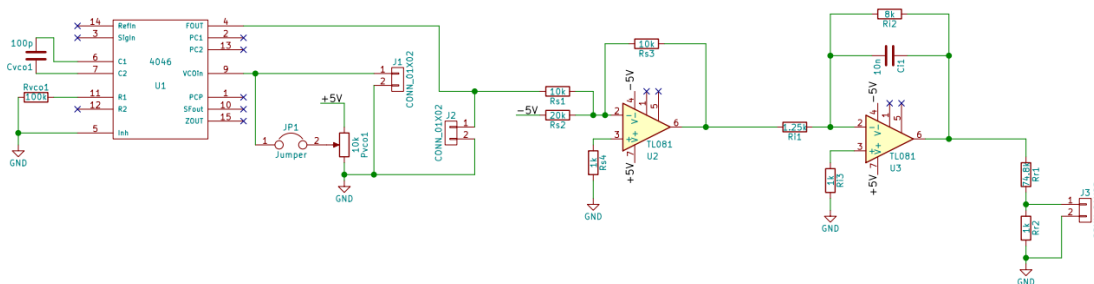 100p
Cvco1
Rvco1
100k
GND
14
3
6
7
11
12
5
RefIn
SigIn
C1
C2
R1
R2
Inh
4046
U1
FOUT
PC1
PC2
VCOIn
PCP
SFout
ZOUT
4
2
13
9
1
10
15
+5V
1
JP1
2
Jumper
10k
Pvco1
GND
J1
1
2
CONN_01X02
J2
1
2
CONN_01X02
10k
Rs1
-5V
20k
Rs2
10k
Rs3
1k
Rs4
GND
-5V
4
1
5
2
3
V-
V+
7
6
+5V
TL081
U2
1.25k
Ri1
8k
Ri2
10n
Ci1
1k
Ri3
GND
-5V
4
1
5
2
3
V-
V+
7
6
+5V
TL081
U3
74.8k
Rr1
1k
Rr2
GND
J3
1
2